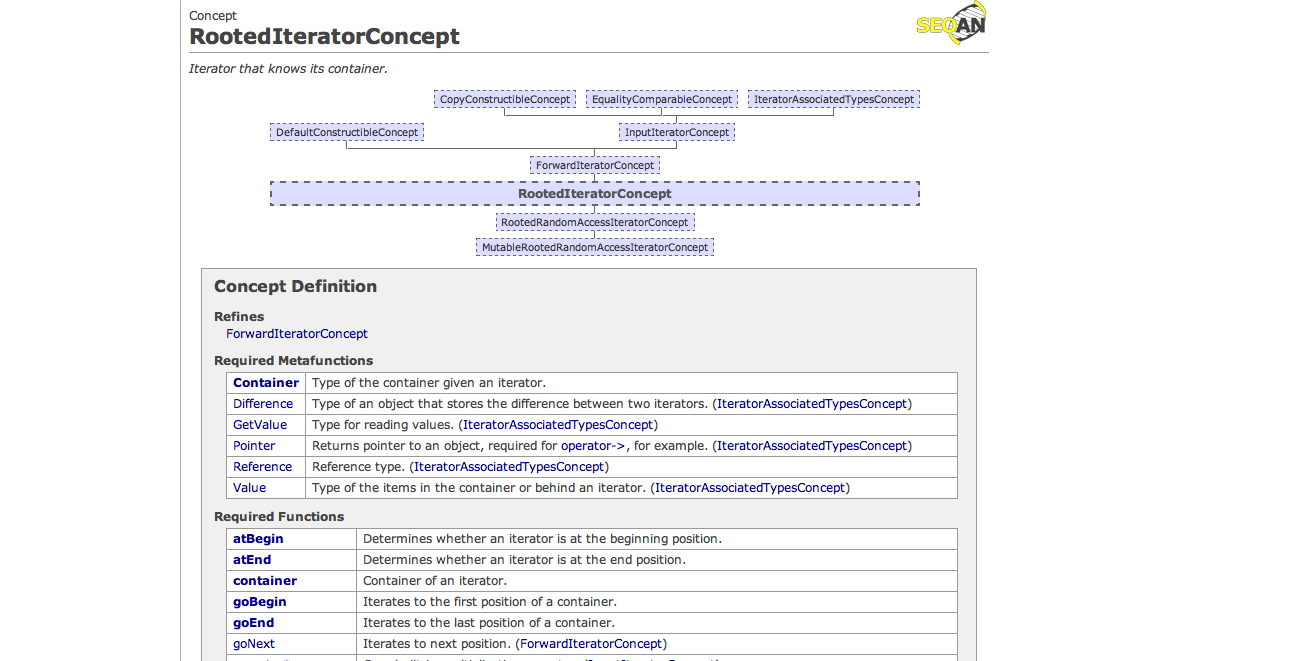 Concept
RootedIteratorConcept
SEQAN
Iterator that knows its container.
CopyConstructibleConcept EqualityComparableConcept IteratorAssociatedTypesConcept
DefaultConstructibleConcept InputIteratorConcept
ForwardIteratorConcept
RootedIteratorConcept
RootedRandomAccessIteratorConcept
MutableRootedRandomAccessIteratorConcept
Concept Definition
Refines
ForwardIteratorConcept
Required Metafunctions
Container Type of the container given an iterator.
Difference Type of an object that stores the difference between two iterators. (IteratorAssociatedTypesConcept)
GetValue Type for reading values. (IteratorAssociatedTypesConcept)
Pointer Returns pointer to an object, required for operator->, for example. (IteratorAssociatedTypesConcept)
Reference Reference type. (IteratorAssociatedTypesConcept)
Value Type of the items in the container or behind an iterator. (IteratorAssociatedTypesConcept)
Required Functions
atBegin Determines whether an iterator is at the beginning position.
atEnd Determines whether an iterator is at the end position.
container Container of an iterator.
goBegin Iterates to the first position of a container.
goEnd Iterates to the last position of a container.
goNext Iterates to next position. (ForwardIteratorConcept)